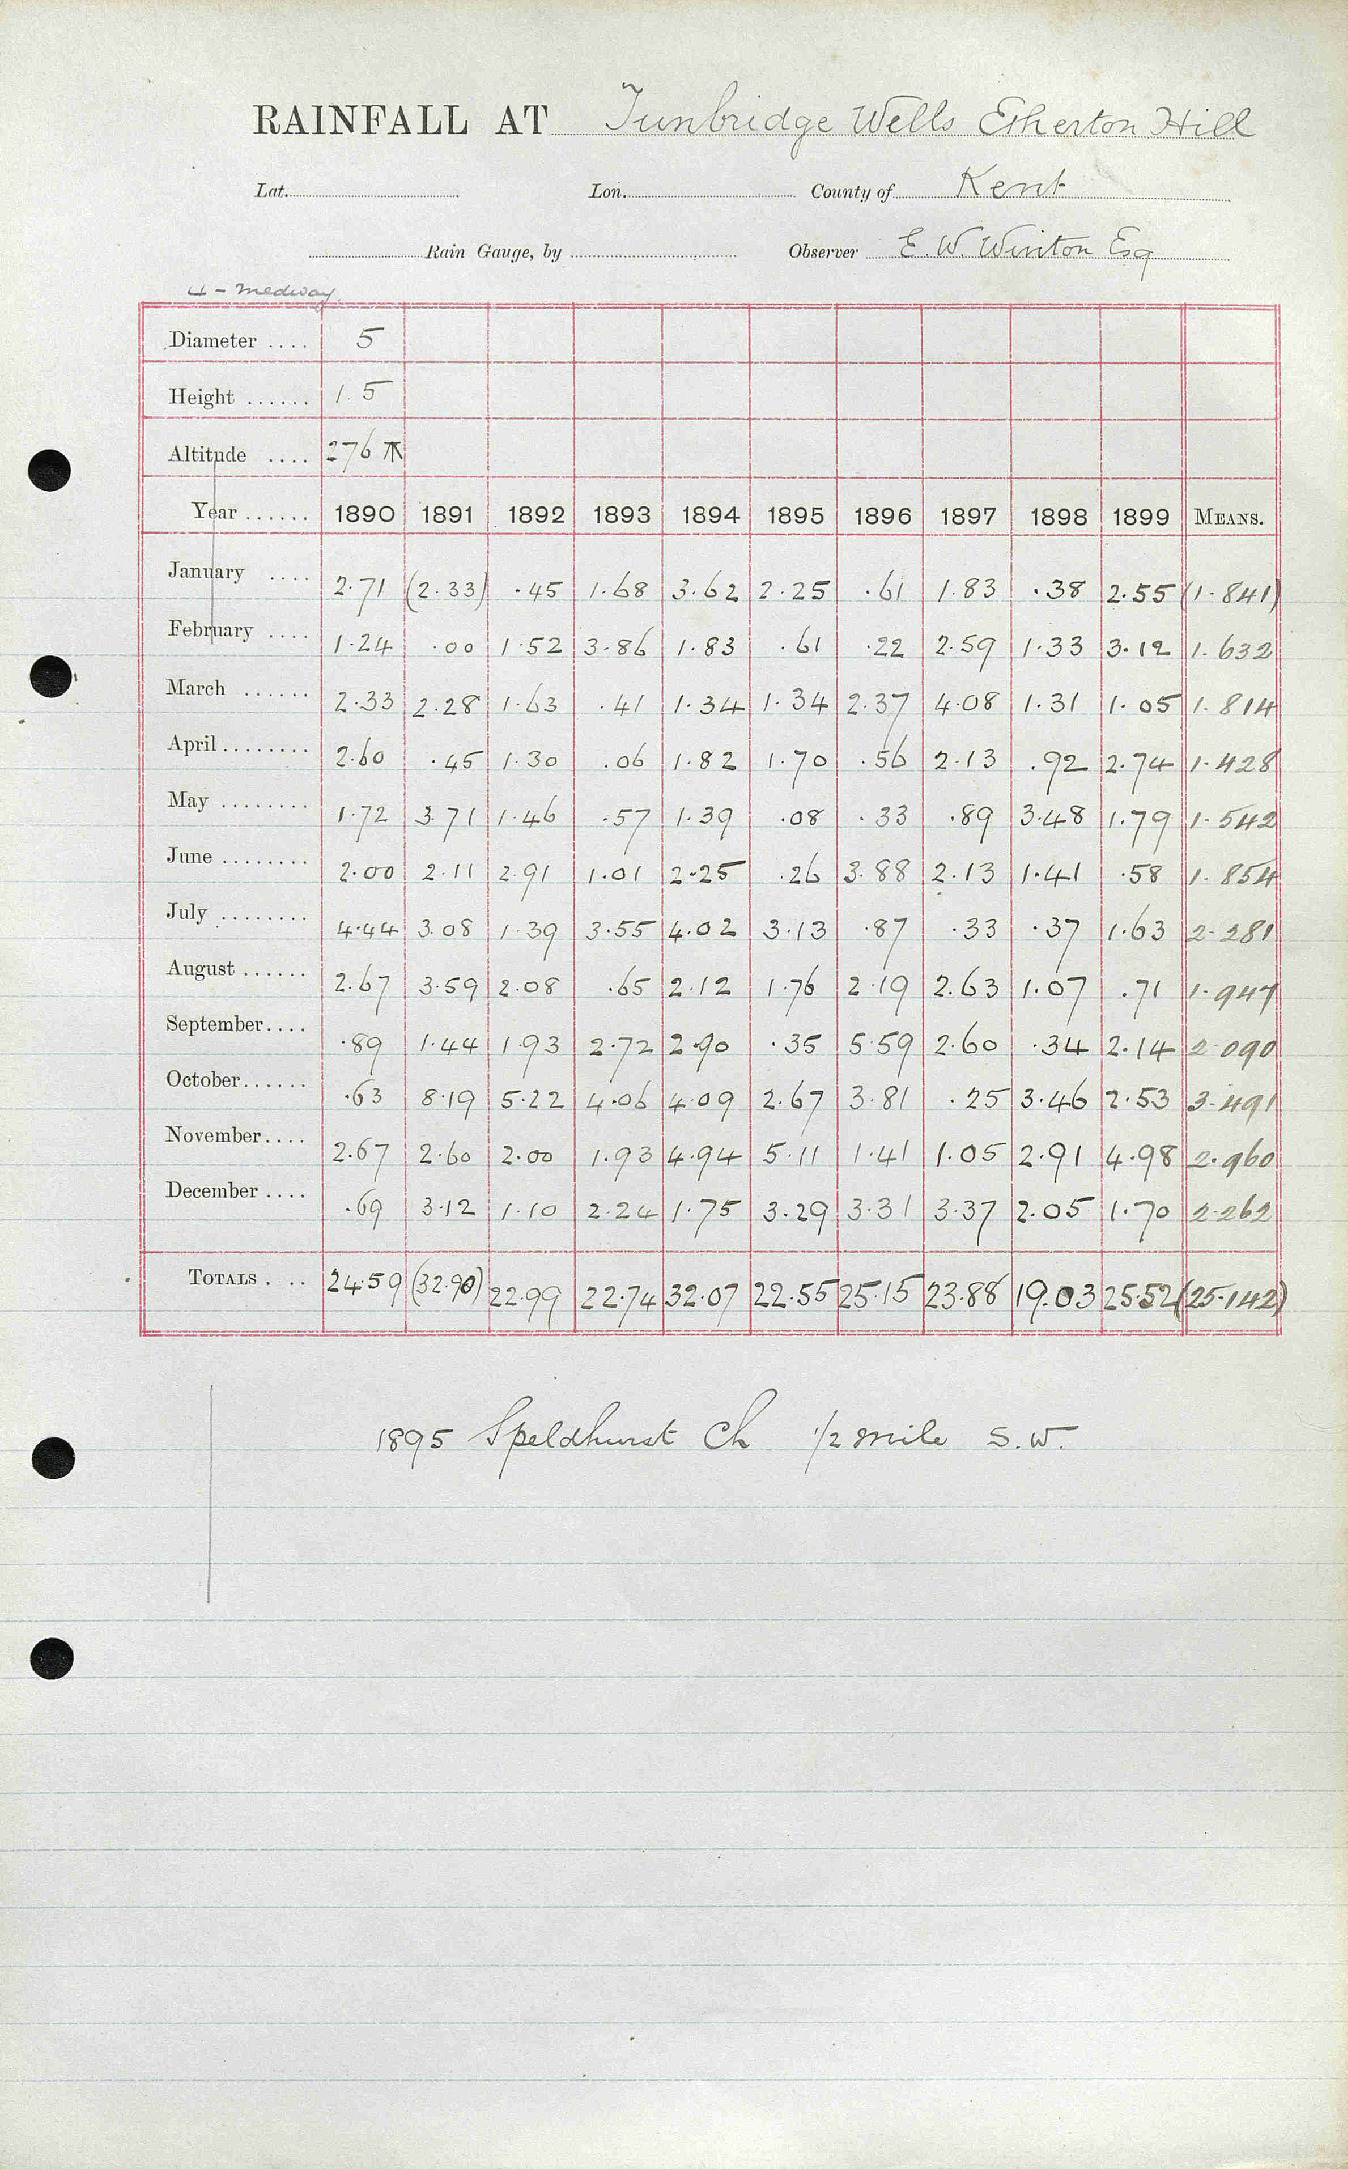 RAINFALL AT Tunbridge Wells Etherton Hill
Lat. Lon. County of Kent
Rain Gauge, by Observer E. W. Winton Esq
4 - Medway
Diameter .... 5
Height ...... 1.5
Altitude .... 276
Year ...... 1890 1891 1892 1893 1894 1895 1896 1897 1898 1899 MEANS.
January .... 2.71 (2.33) .45 1.68 3.62 2.25 .61 1.83 .38 2.55 (1.841)
February .... 1.24 .00 1.52 3.86 1.83 .61 .22 2.59 1.33 3.12 1.632
March ...... 2.33 2.28 1.63 .41 1.34 1.34 2.37 4.08 1.31 1.05 1.814
April ........ 2.60 .45 1.30 .06 1.82 1.70 .56 2.13 .92 2.74 1.428
May ........ 1.72 3.71 1.46 .57 1.39 .08 .33 .89 3.48 1.79 1.542
June ........ 2.00 2.11 2.91 1.01 2.25 .26 3.88 2.13 1.41 .58 1.854
July ........ 4.44 3.08 1.39 3.55 4.02 3.13 .87 .33 .37 1.63 2.281
August ...... 2.67 3.59 2.08 .65 2.12 1.76 2.19 2.63 1.07 .71 1.947
September.... .89 1.44 1.93 2.72 2.90 .35 5.59 2.60 .34 2.14 2.090
October...... .63 8.19 5.22 4.06 4.09 2.67 3.81 .25 3.46 2.53 3.491
November.... 2.67 2.60 2.00 1.93 4.94 5.11 1.41 1.05 2.91 4.98 2.960
December .... .69 3.12 1.10 2.24 1.75 3.29 3.31 3.37 2.05 1.70 2.262
TOTALS . .. 24.59 (32.90) 22.99 22.74 32.07 22.55 25.15 23.88 19.03 25.52 (25.142)
1895 Speldhurst Ch 1/2 mile S.W.